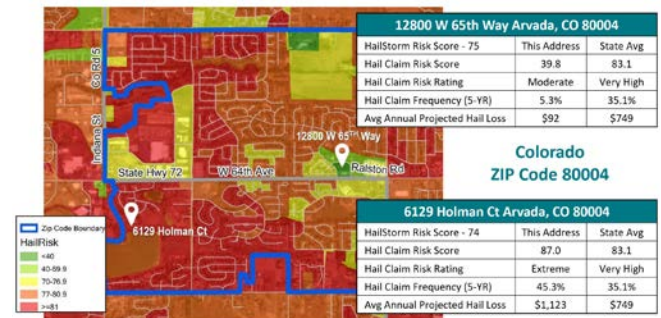 12800 W 65th Way Arvada, CO 80004
HailStorm Risk Score - 75 This Address State Avg
Hail Claim Risk Score 39.8 83.1
Hail Claim Risk Rating Moderate Very High
Hail Claim Frequency (5-YR) 5.3% 35.1%
Avg Annual Projected Hail Loss $92 $749
Co Rd 5
Indiana St
12800 W 65TH Way
State Hwy 72
W 64th Ave
Ralston Rd
Colorado
ZIP Code 80004
6129 Holman Ct
6129 Holman Ct Arvada, CO 80004
HailStorm Risk Score - 74 This Address State Avg
Hail Claim Risk Score 87.0 83.1
Hail Claim Risk Rating Extreme Very High
Hail Claim Frequency (5-YR) 45.3% 35.1%
Avg Annual Projected Hail Loss $1,123 $749
Zip Code Boundary
HailRisk
<40
40-59.9
70-76.9
77-80.9
>=81